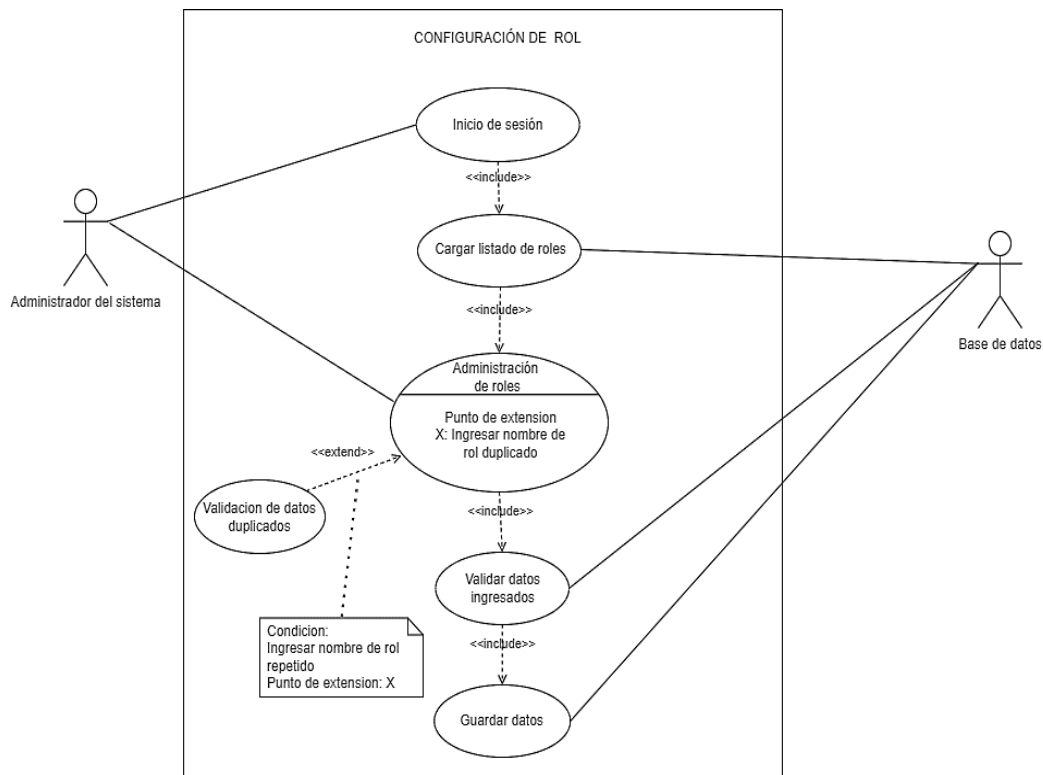 CONFIGURACIÓN DE ROL
Inicio de sesión
<<include>>
Cargar listado de roles
Administrador del sistema
<<include>>
Base de datos
Administración
de roles
Punto de extension
X: Ingresar nombre de
rol duplicado
<<extend>>
Validacion de datos
duplicados
<<include>>
Validar datos
ingresados
Condicion:
Ingresar nombre de rol
repetido
Punto de extension: X
<<include>>
Guardar datos